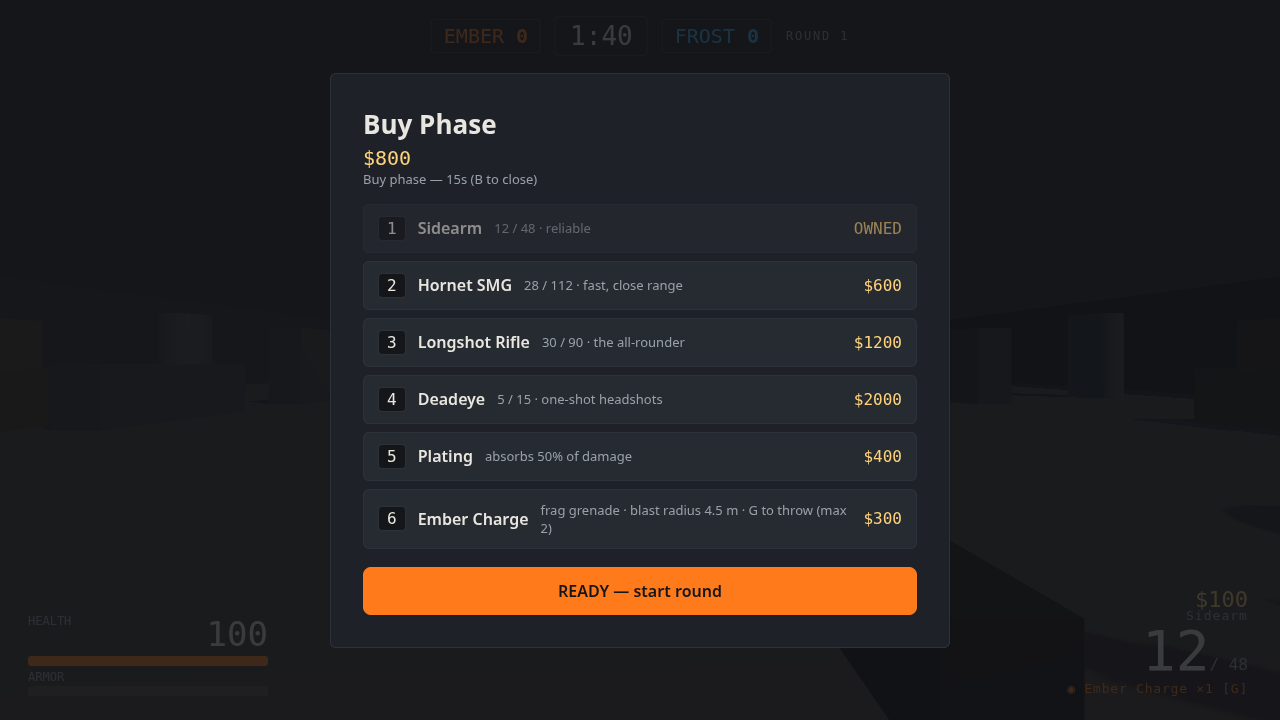 EMBER 0
1:40
FROST 0
ROUND 1
Buy Phase
$800
Buy phase — 15s (B to close)
1 Sidearm 12 / 48 · reliable OWNED
2 Hornet SMG 28 / 112 · fast, close range $600
3 Longshot Rifle 30 / 90 · the all-rounder $1200
4 Deadeye 5 / 15 · one-shot headshots $2000
5 Plating absorbs 50% of damage $400
6 Ember Charge frag grenade · blast radius 4.5 m · G to throw (max
2) $300
READY — start round
HEALTH
100
ARMOR
$100
Sidearm
12 / 48
◉ Ember Charge ×1 [G]